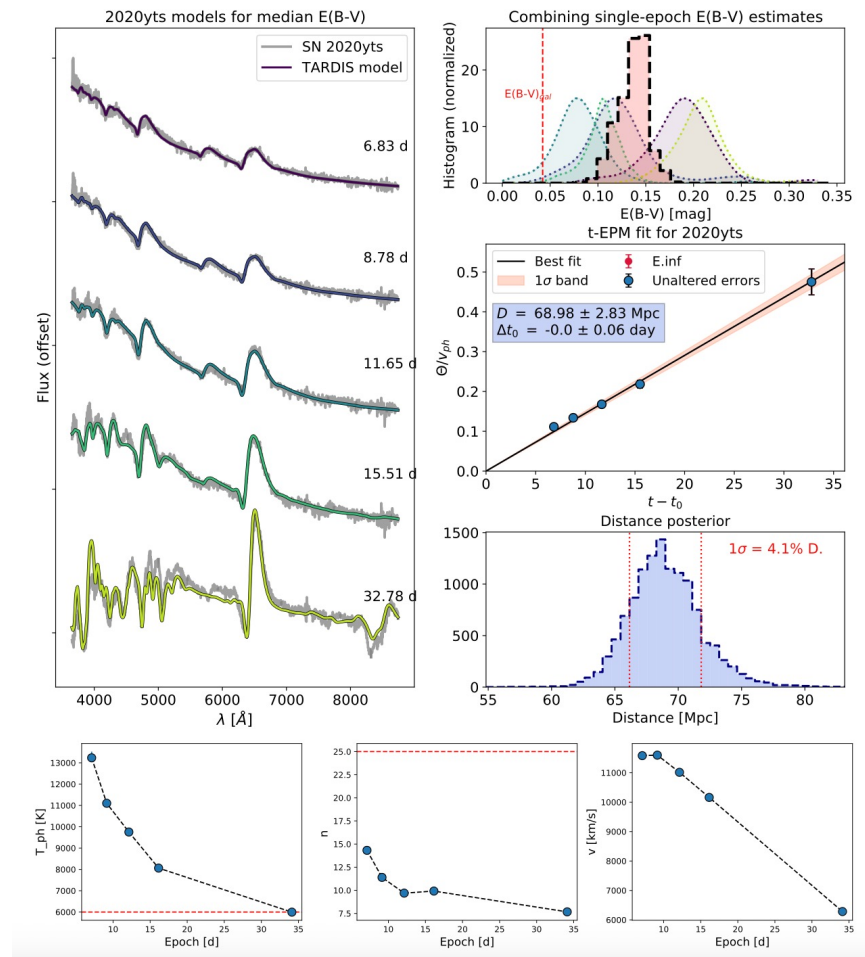 2020yts models for median E(B-V)
SN 2020yts
TARDIS model
6.83 d
8.78 d
11.65 d
15.51 d
32.78 d
Flux (offset)
4000 5000 6000 7000 8000
λ [Å]
Combining single-epoch E(B-V) estimates
Histogram (normalized)
20
10
0
E(B-V)gal
0.00 0.05 0.10 0.15 0.20 0.25 0.30 0.35
E(B-V) [mag]
t-EPM fit for 2020yts
Best fit
1σ band
E.inf
Unaltered errors
D = 68.98 ± 2.83 Mpc
Δt₀ = -0.0 ± 0.06 day
Θ/vₚₕ
0.5
0.4
0.3
0.2
0.1
0.0
0 5 10 15 20 25 30 35
t − t₀
Distance posterior
1σ = 4.1% D.
1500
1000
500
0
55 60 65 70 75 80
Distance [Mpc]
T_ph [K]
13000
12000
11000
10000
9000
8000
7000
6000
10 15 20 25 30 35
Epoch [d]
n
25.0
22.5
20.0
17.5
15.0
12.5
10.0
7.5
10 15 20 25 30 35
Epoch [d]
v [km/s]
11000
10000
9000
8000
7000
6000
10 15 20 25 30 35
Epoch [d]